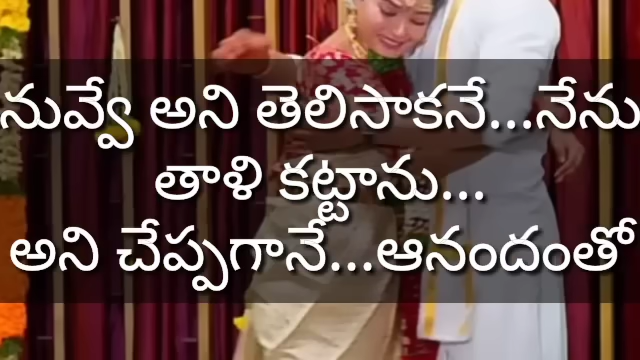 నువ్వే అని తెలిసాకనే...నేను
తాళి కట్టాను...
అని చేప్పగానే...ఆనందంతో